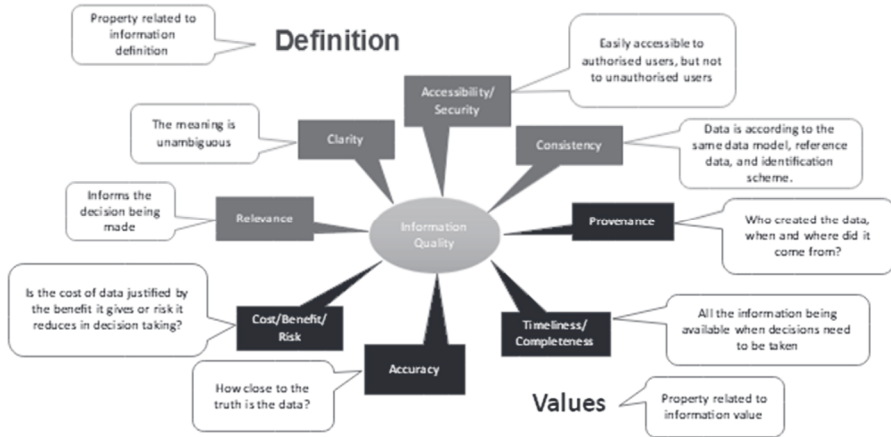 Property related to
information
definition
Definition
Easily accessible to
authorised users, but not
to unauthorised users
Accessibility/
Security
The meaning is
unambiguous
Clarity
Consistency
Data is according to the
same data model, reference
data, and identification
scheme.
Informs the
decision being
made
Relevance
Information
Quality
Provenance
Who created the data,
when and where did it
come from?
Is the cost of data justified by
the benefit it gives or risk it
reduces in decision taking?
Cost/Benefit/
Risk
Timeliness/
Completeness
All the information being
available when decisions need
to be taken
Accuracy
How close to the
truth is the data?
Values
Property related to
information value